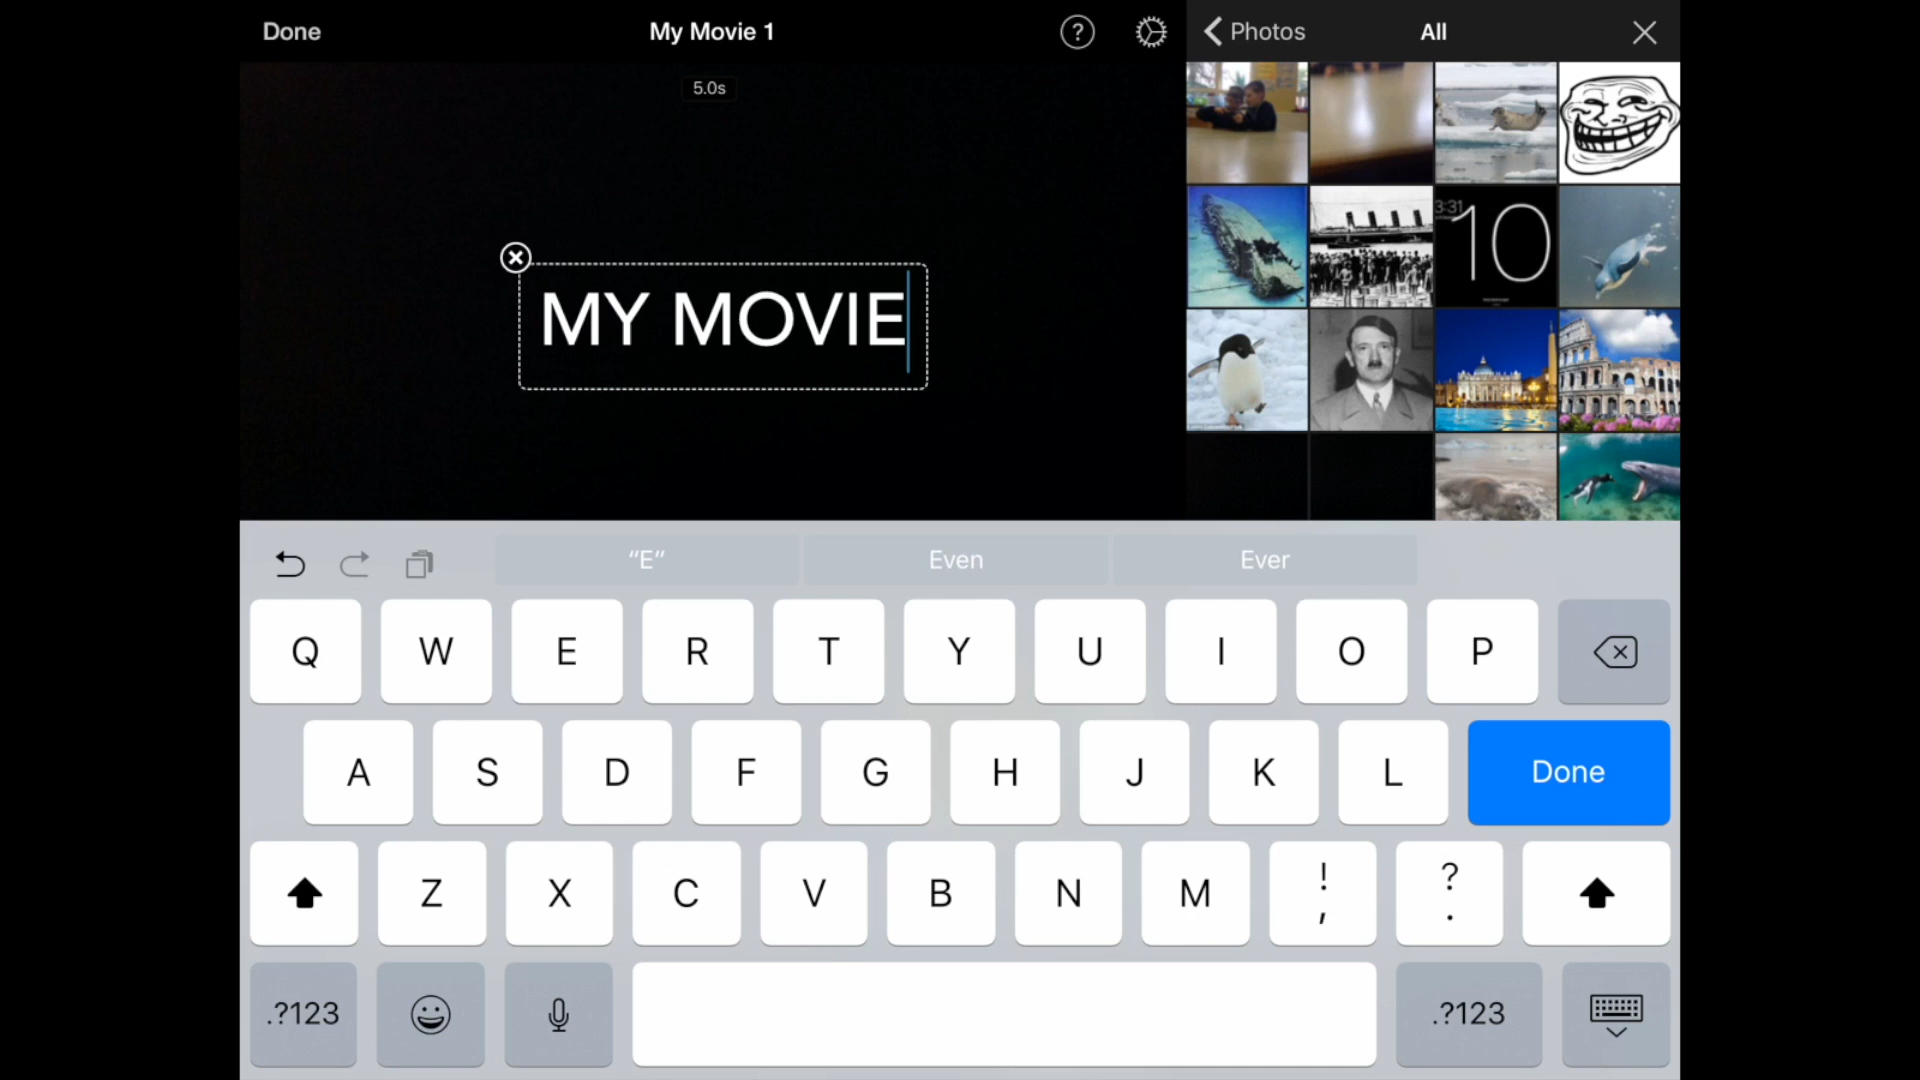 Done
My Movie 1
?
Photos
All
5.0s
3:31
10
MY MOVIE
“E”
Even
Ever
Q W E R T Y U I O P
A S D F G H J K L
Done
Z X C V B N M ! , ? .
.?123
.?123